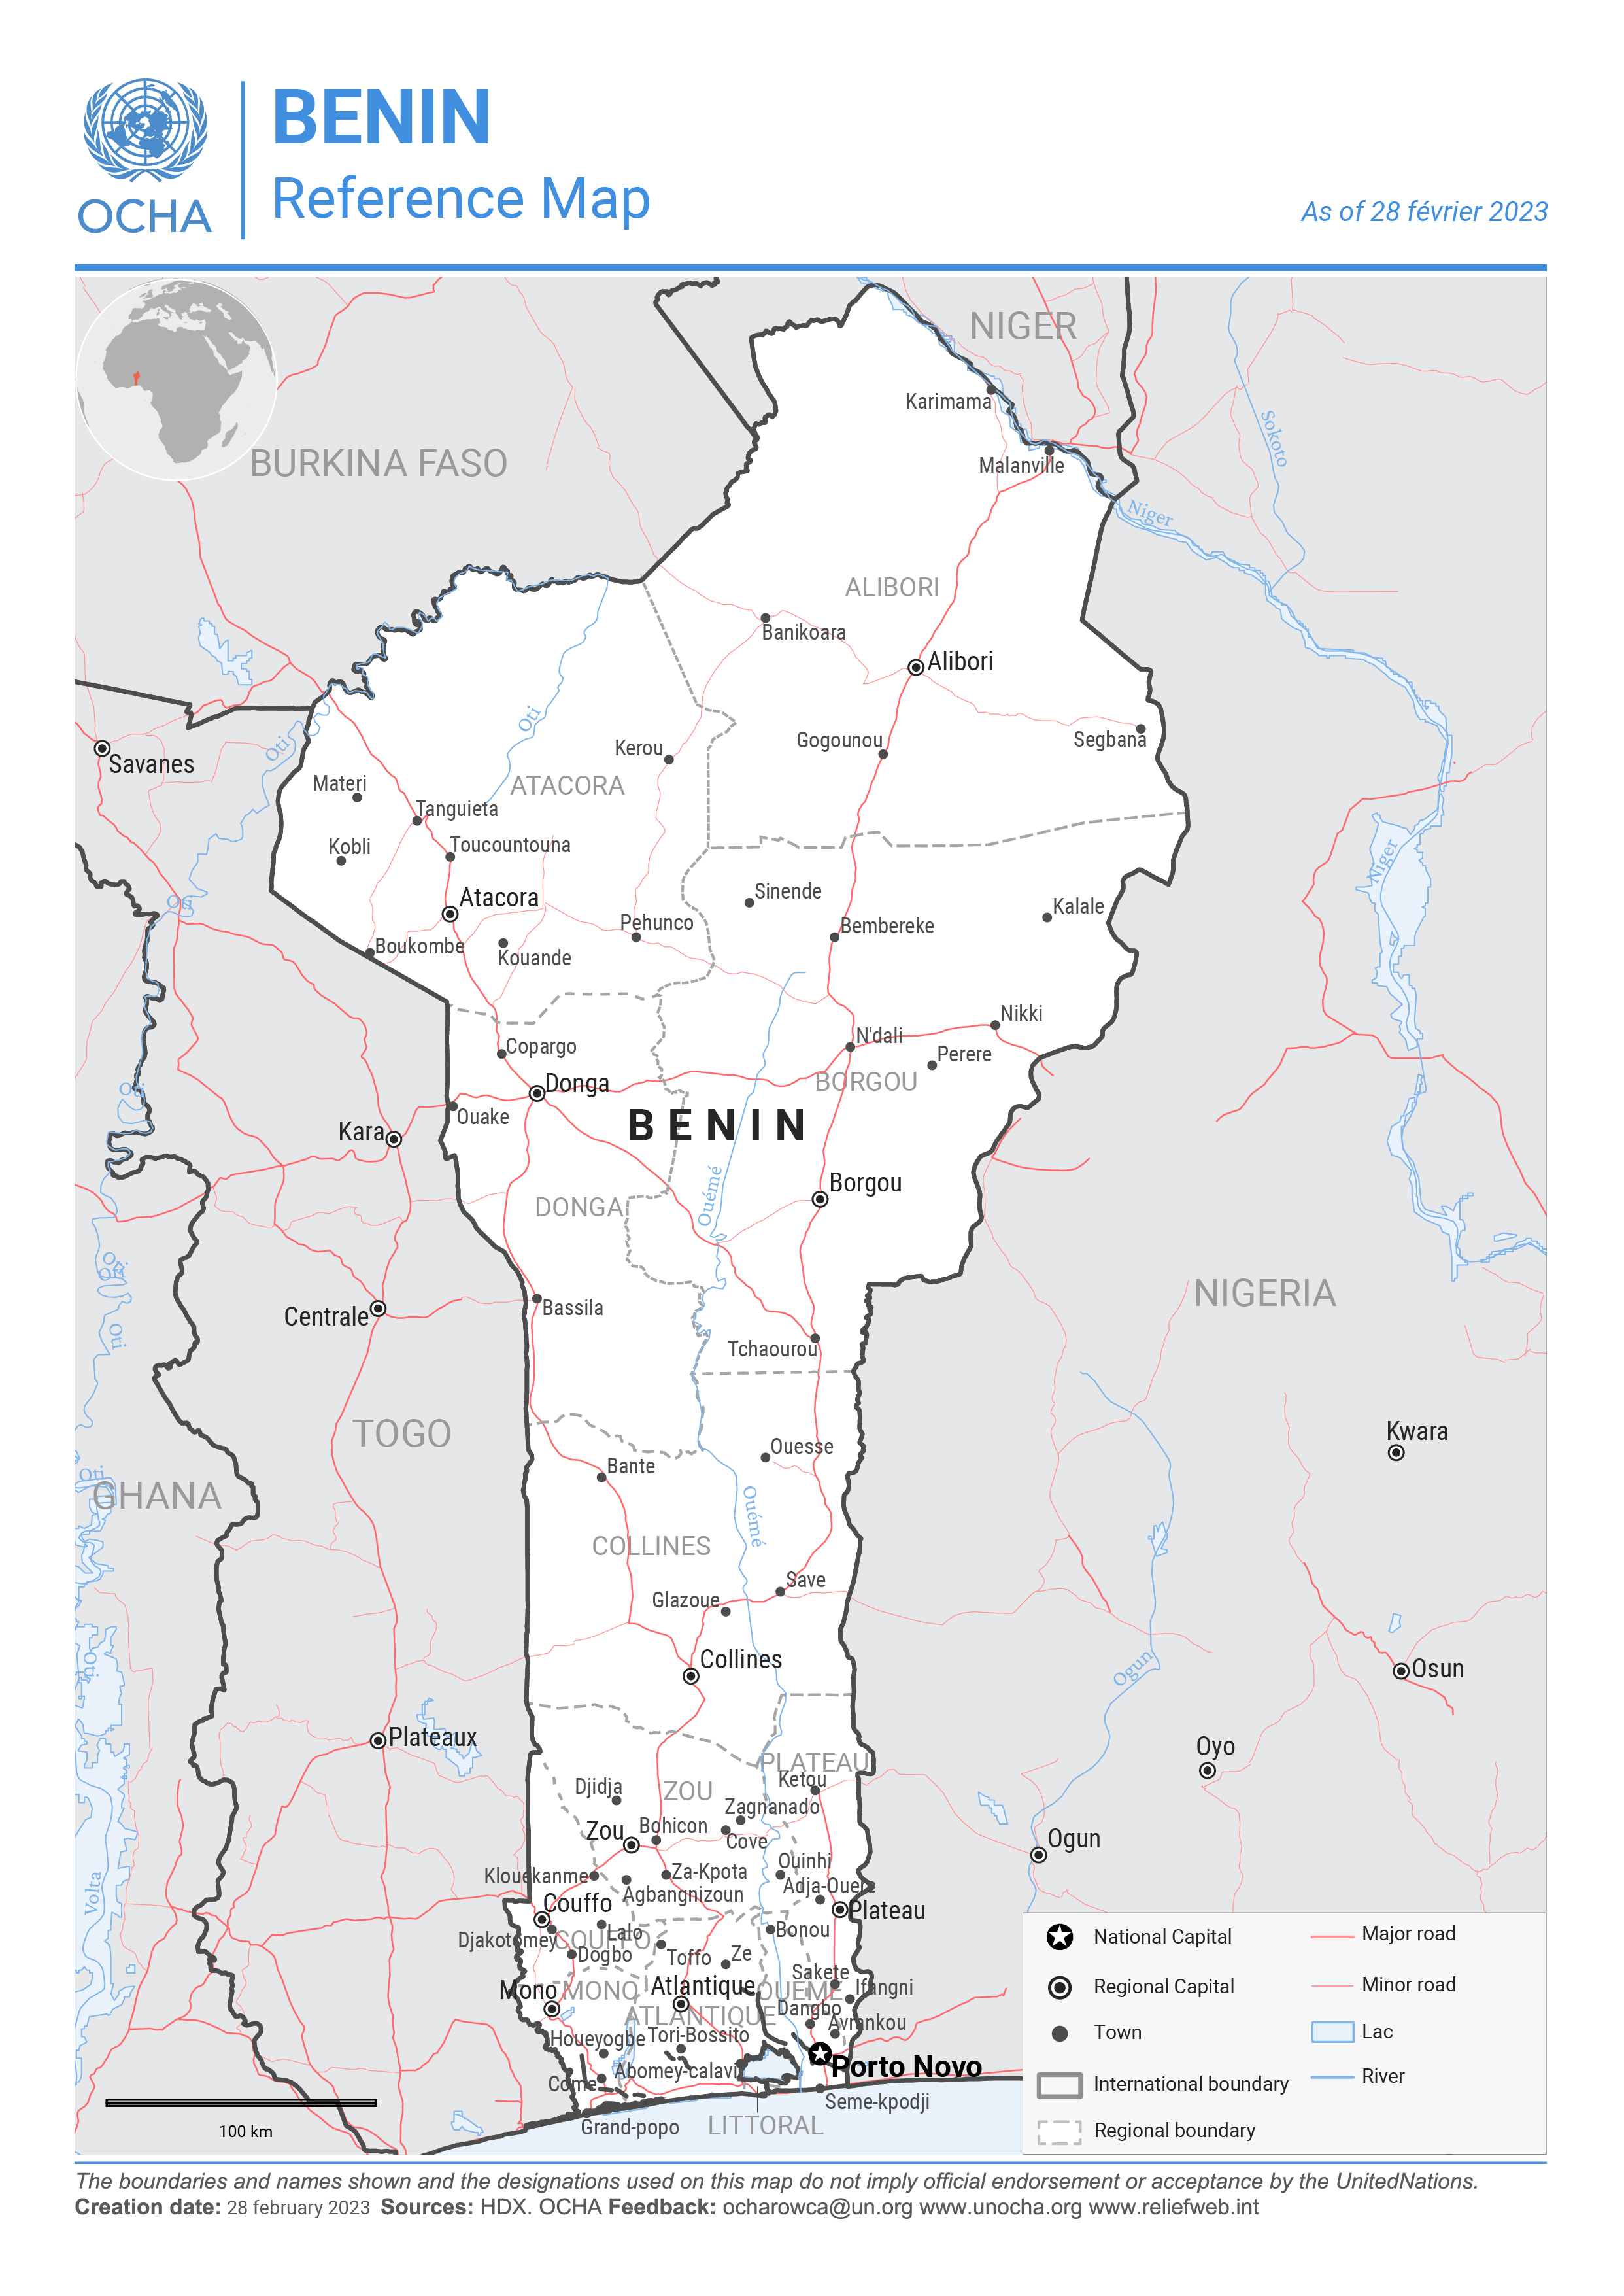 OCHA
BENIN
Reference Map
As of 28 février 2023
NIGER
Karimama
Sokoto
BURKINA FASO
Malanville
Niger
ALIBORI
Banikoara
Alibori
Oti
Oti
Segbana
Gogounou
Kerou
Savanes
Materi
ATACORA
Tanguieta
Toucountouna
Kobli
Niger
Sinende
Atacora
Oti
Kalale
Pehunco
Bembereke
Boukombe
Kouande
Nikki
N'dali
Copargo
Perere
Donga
BORGOU
Oti
Ouake
BENIN
Kara
Borgou
Ouémé
DONGA
Oti
Oti
NIGERIA
Bassila
Centrale
Oti
Tchaourou
TOGO
Kwara
Ouesse
Bante
Oti
GHANA
Ouémé
COLLINES
Save
Glazoue
Collines
Oti
Ogun
Osun
Plateaux
Oyo
PLATEAU
Ketou
Djidja
ZOU
Zagnanado
Zou
Bohicon
Cove
Ogun
Ouinhi
Klouekanme
Za-Kpota
Adja-Ouere
Agbangnizoun
Volta
Couffo
Plateau
Lalo
Bonou
Djakotomey
COUFFO
Dogbo
Toffo
Ze
Sakete
Mono
MONO
Atlantique
OUEME
Ifangni
ATLANTIQUE
Dangbo
Avrankou
Houeyogbe
Tori-Bossito
Porto Novo
Abomey-calavi
Come
Seme-kpodji
Grand-popo
LITTORAL
100 km
National Capital
Major road
Regional Capital
Minor road
Town
Lac
International boundary
River
Regional boundary
The boundaries and names shown and the designations used on this map do not imply official endorsement or acceptance by the UnitedNations.
Creation date: 28 february 2023 Sources: HDX. OCHA Feedback: ocharowca@un.org www.unocha.org www.reliefweb.int